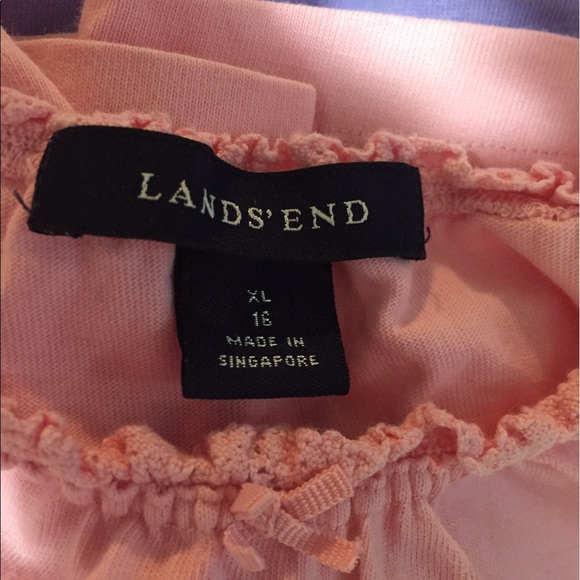 LANDS' END
XL
16
MADE IN
SINGAPORE